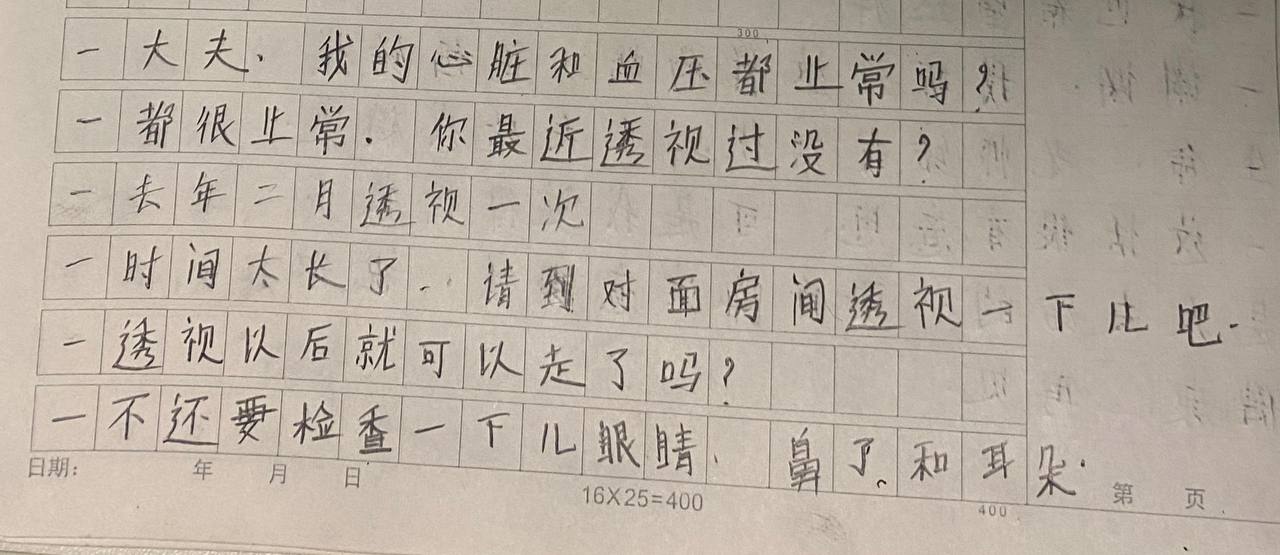 300
一大夫、我的心脏和血压都止常吗？
一都很止常．你最近透视过没有？
一去年二月透视一次
一时间太长了．请到对面房间透视一下儿吧．
一透视以后就可以走了吗？
一不还要检查一下儿眼睛、鼻了。和耳朵．
日期： 年 月 日
16X25=400
400
第 页